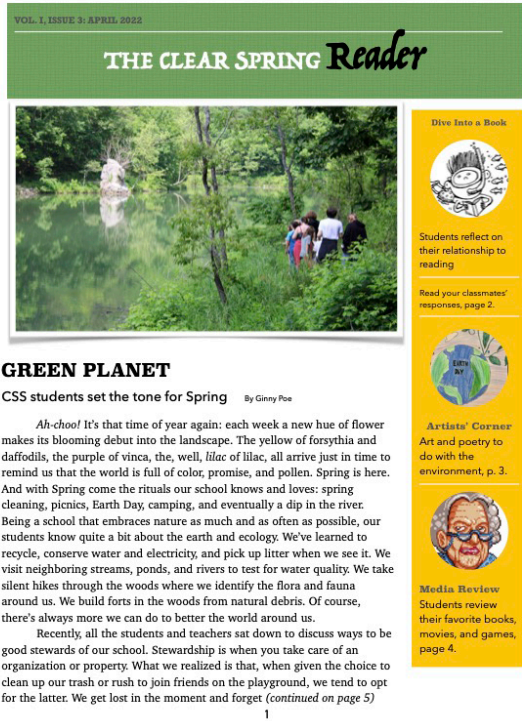 VOL. I, ISSUE 3: APRIL 2022
THE CLEAR SPRING Reader
Dive Into a Book
Students reflect on
their relationship to
reading
Read your classmates'
responses, page 2.
EARTH
DAY
Artists' Corner
Art and poetry to
do with the
environment, p. 3.
Media Review
Students review
their favorite books,
movies, and games,
page 4.
GREEN PLANET
CSS students set the tone for Spring By Ginny Poe
Ah-choo! It's that time of year again: each week a new hue of flower
makes its blooming debut into the landscape. The yellow of forsythia and
daffodils, the purple of vinca, the, well, lilac of lilac, all arrive just in time to
remind us that the world is full of color, promise, and pollen. Spring is here.
And with Spring come the rituals our school knows and loves: spring
cleaning, picnics, Earth Day, camping, and eventually a dip in the river.
Being a school that embraces nature as much and as often as possible, our
students know quite a bit about the earth and ecology. We've learned to
recycle, conserve water and electricity, and pick up litter when we see it. We
visit neighboring streams, ponds, and rivers to test for water quality. We take
silent hikes through the woods where we identify the flora and fauna
around us. We build forts in the woods from natural debris. Of course,
there's always more we can do to better the world around us.
Recently, all the students and teachers sat down to discuss ways to be
good stewards of our school. Stewardship is when you take care of an
organization or property. What we realized is that, when given the choice to
clean up our trash or rush to join friends on the playground, we tend to opt
for the latter. We get lost in the moment and forget (continued on page 5)
1